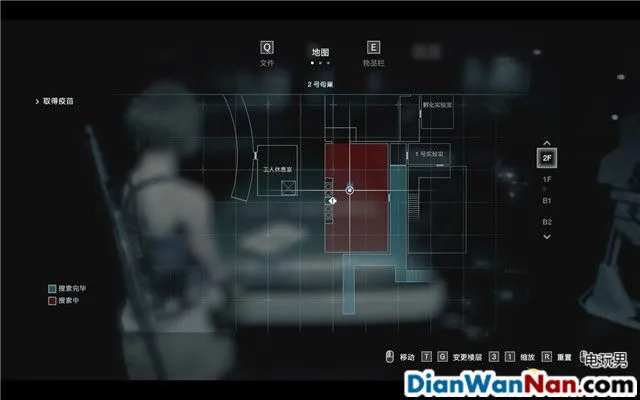 Q
地图
E
文件
物品栏
2 号母巢
取得疫苗
孵化实验室
1 号实验室
工人休息室
2F
1F
B1
B2
搜索完毕
搜索中
移动 T G 变更楼层 3 1 缩放 R 重置
电玩男
DianWanNan.com